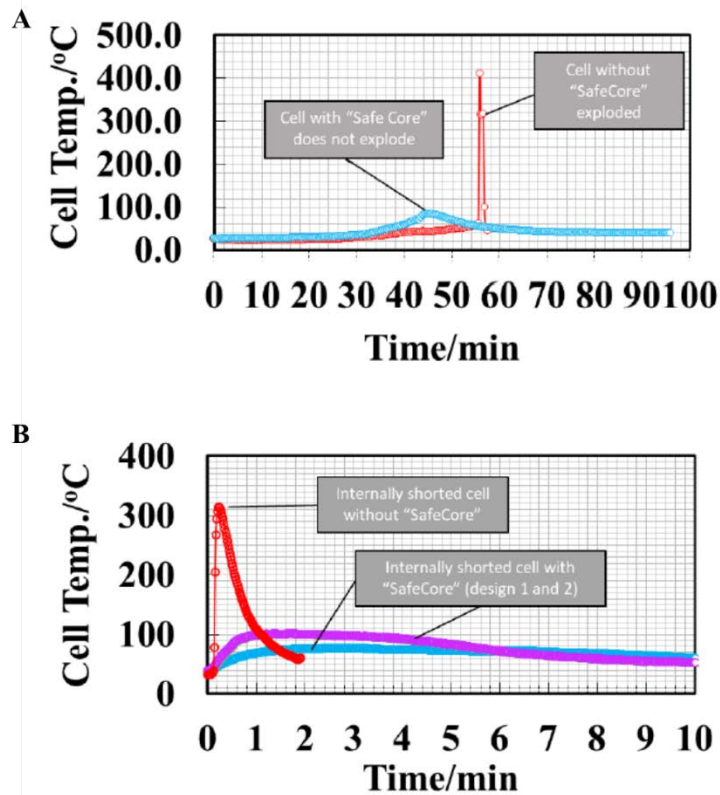 A
500.0
400.0
300.0
200.0
100.0
0.0
Cell Temp./°C
Cell with “Safe Core”
does not explode
Cell without
“SafeCore”
exploded
0 10 20 30 40 50 60 70 80 90100
Time/min
B
400
300
200
100
0
Cell Temp./°C
Internally shorted cell
without “SafeCore”
Internally shorted cell with
“SafeCore” (design 1 and 2)
0 1 2 3 4 5 6 7 8 9 10
Time/min